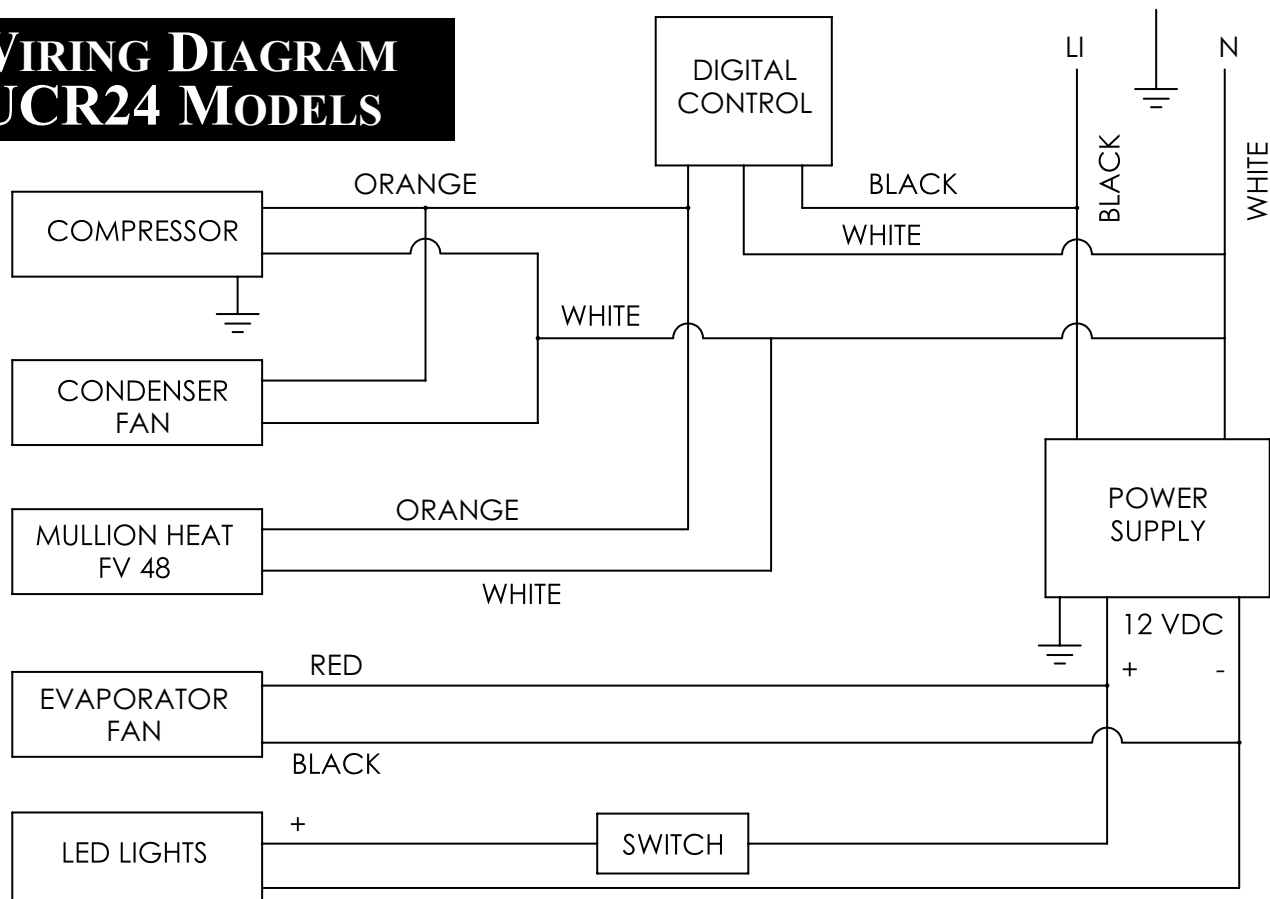 WIRING DIAGRAM
UCR24 MODELS
DIGITAL
CONTROL
LI
N
BLACK
WHITE
ORANGE
BLACK
WHITE
COMPRESSOR
WHITE
CONDENSER
FAN
ORANGE
MULLION HEAT
FV 48
WHITE
POWER
SUPPLY
12 VDC
+
-
RED
EVAPORATOR
FAN
BLACK
+
LED LIGHTS
SWITCH